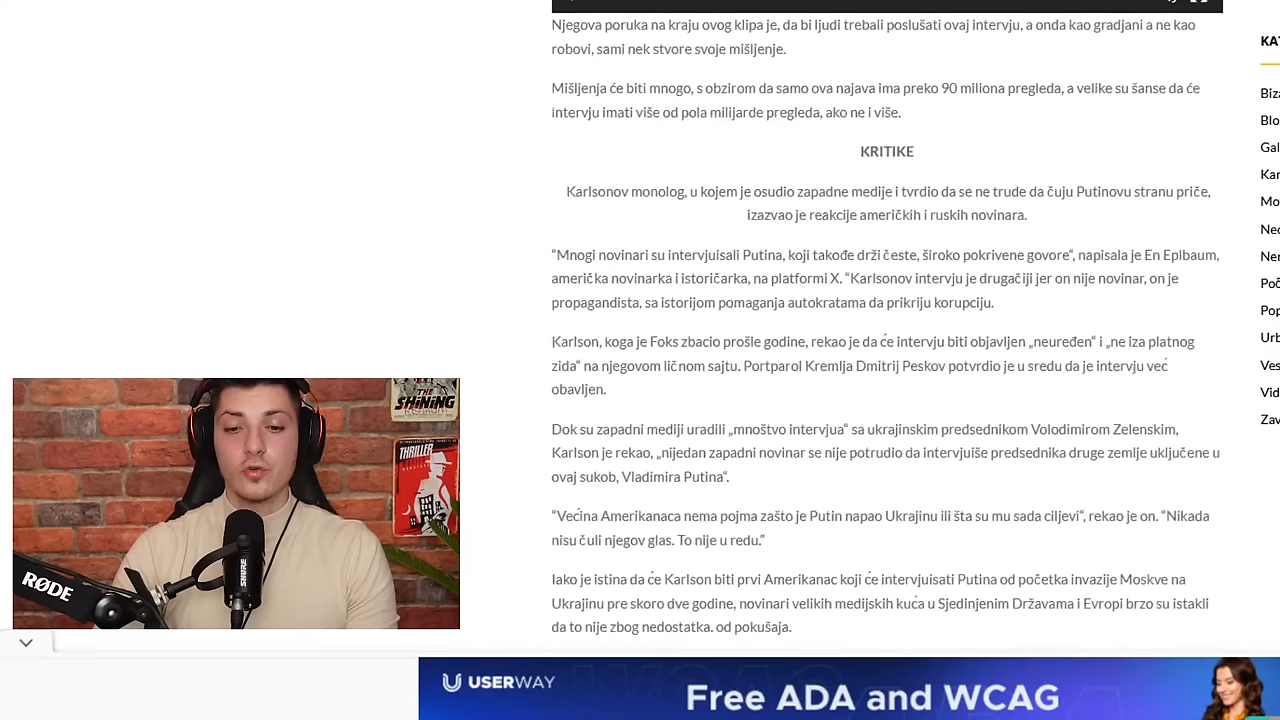 Njegova poruka na kraju ovog klipa je, da bi ljudi trebali poslušati ovaj intervju, a onda kao gradjani a ne kao
robovi, sami nek stvore svoje mišljenje.
Mišljenja će biti mnogo, s obzirom da samo ova najava ima preko 90 miliona pregleda, a velike su šanse da će
intervju imati više od pola milijarde pregleda, ako ne i više.
KRITIKE
Karlsonov monolog, u kojem je osudio zapadne medije i tvrdio da se ne trude da čuju Putinovu stranu priče,
izazvao je reakcije američkih i ruskih novinara.
“Mnogi novinari su intervjuisali Putina, koji takođe drži česte, široko pokrivene govore“, napisala je En Eplbaum,
američka novinarka i istoričarka, na platformi X. “Karlsonov intervju je drugačiji jer on nije novinar, on je
propagandista, sa istorijom pomaganja autokratama da prikriju korupciju.
Karlson, koga je Foks zbacio prošle godine, rekao je da će intervju biti objavljen „neuređen“ i „ne iza platnog
zida“ na njegovom ličnom sajtu. Portparol Kremlja Dmitrij Peskov potvrdio je u sredu da je intervju već
obavljen.
Dok su zapadni mediji uradili „mnoštvo intervjua“ sa ukrajinskim predsednikom Volodimirom Zelenskim,
Karlson je rekao, „nijedan zapadni novinar se nije potrudio da intervjuiše predsednika druge zemlje uključene u
ovaj sukob, Vladimira Putina“.
“Većina Amerikanaca nema pojma zašto je Putin napao Ukrajinu ili šta su mu sada ciljevi“, rekao je on. “Nikada
nisu čuli njegov glas. To nije u redu.”
Iako je istina da će Karlson biti prvi Amerikanac koji će intervjuisati Putina od početka invazije Moskve na
Ukrajinu pre skoro dve godine, novinari velikih medijskih kuća u Sjedinjenim Državama i Evropi brzo su istakli
da to nije zbog nedostatka. od pokušaja.
KAT
Biza
Blo
Gal
Kar
Mo
Neo
Ner
Poč
Pop
Urb
Ves
Vid
Zav
THE
SHiNiNG
THRILLER
RØDE
SHURE
USERWAY
Free ADA and WCAG